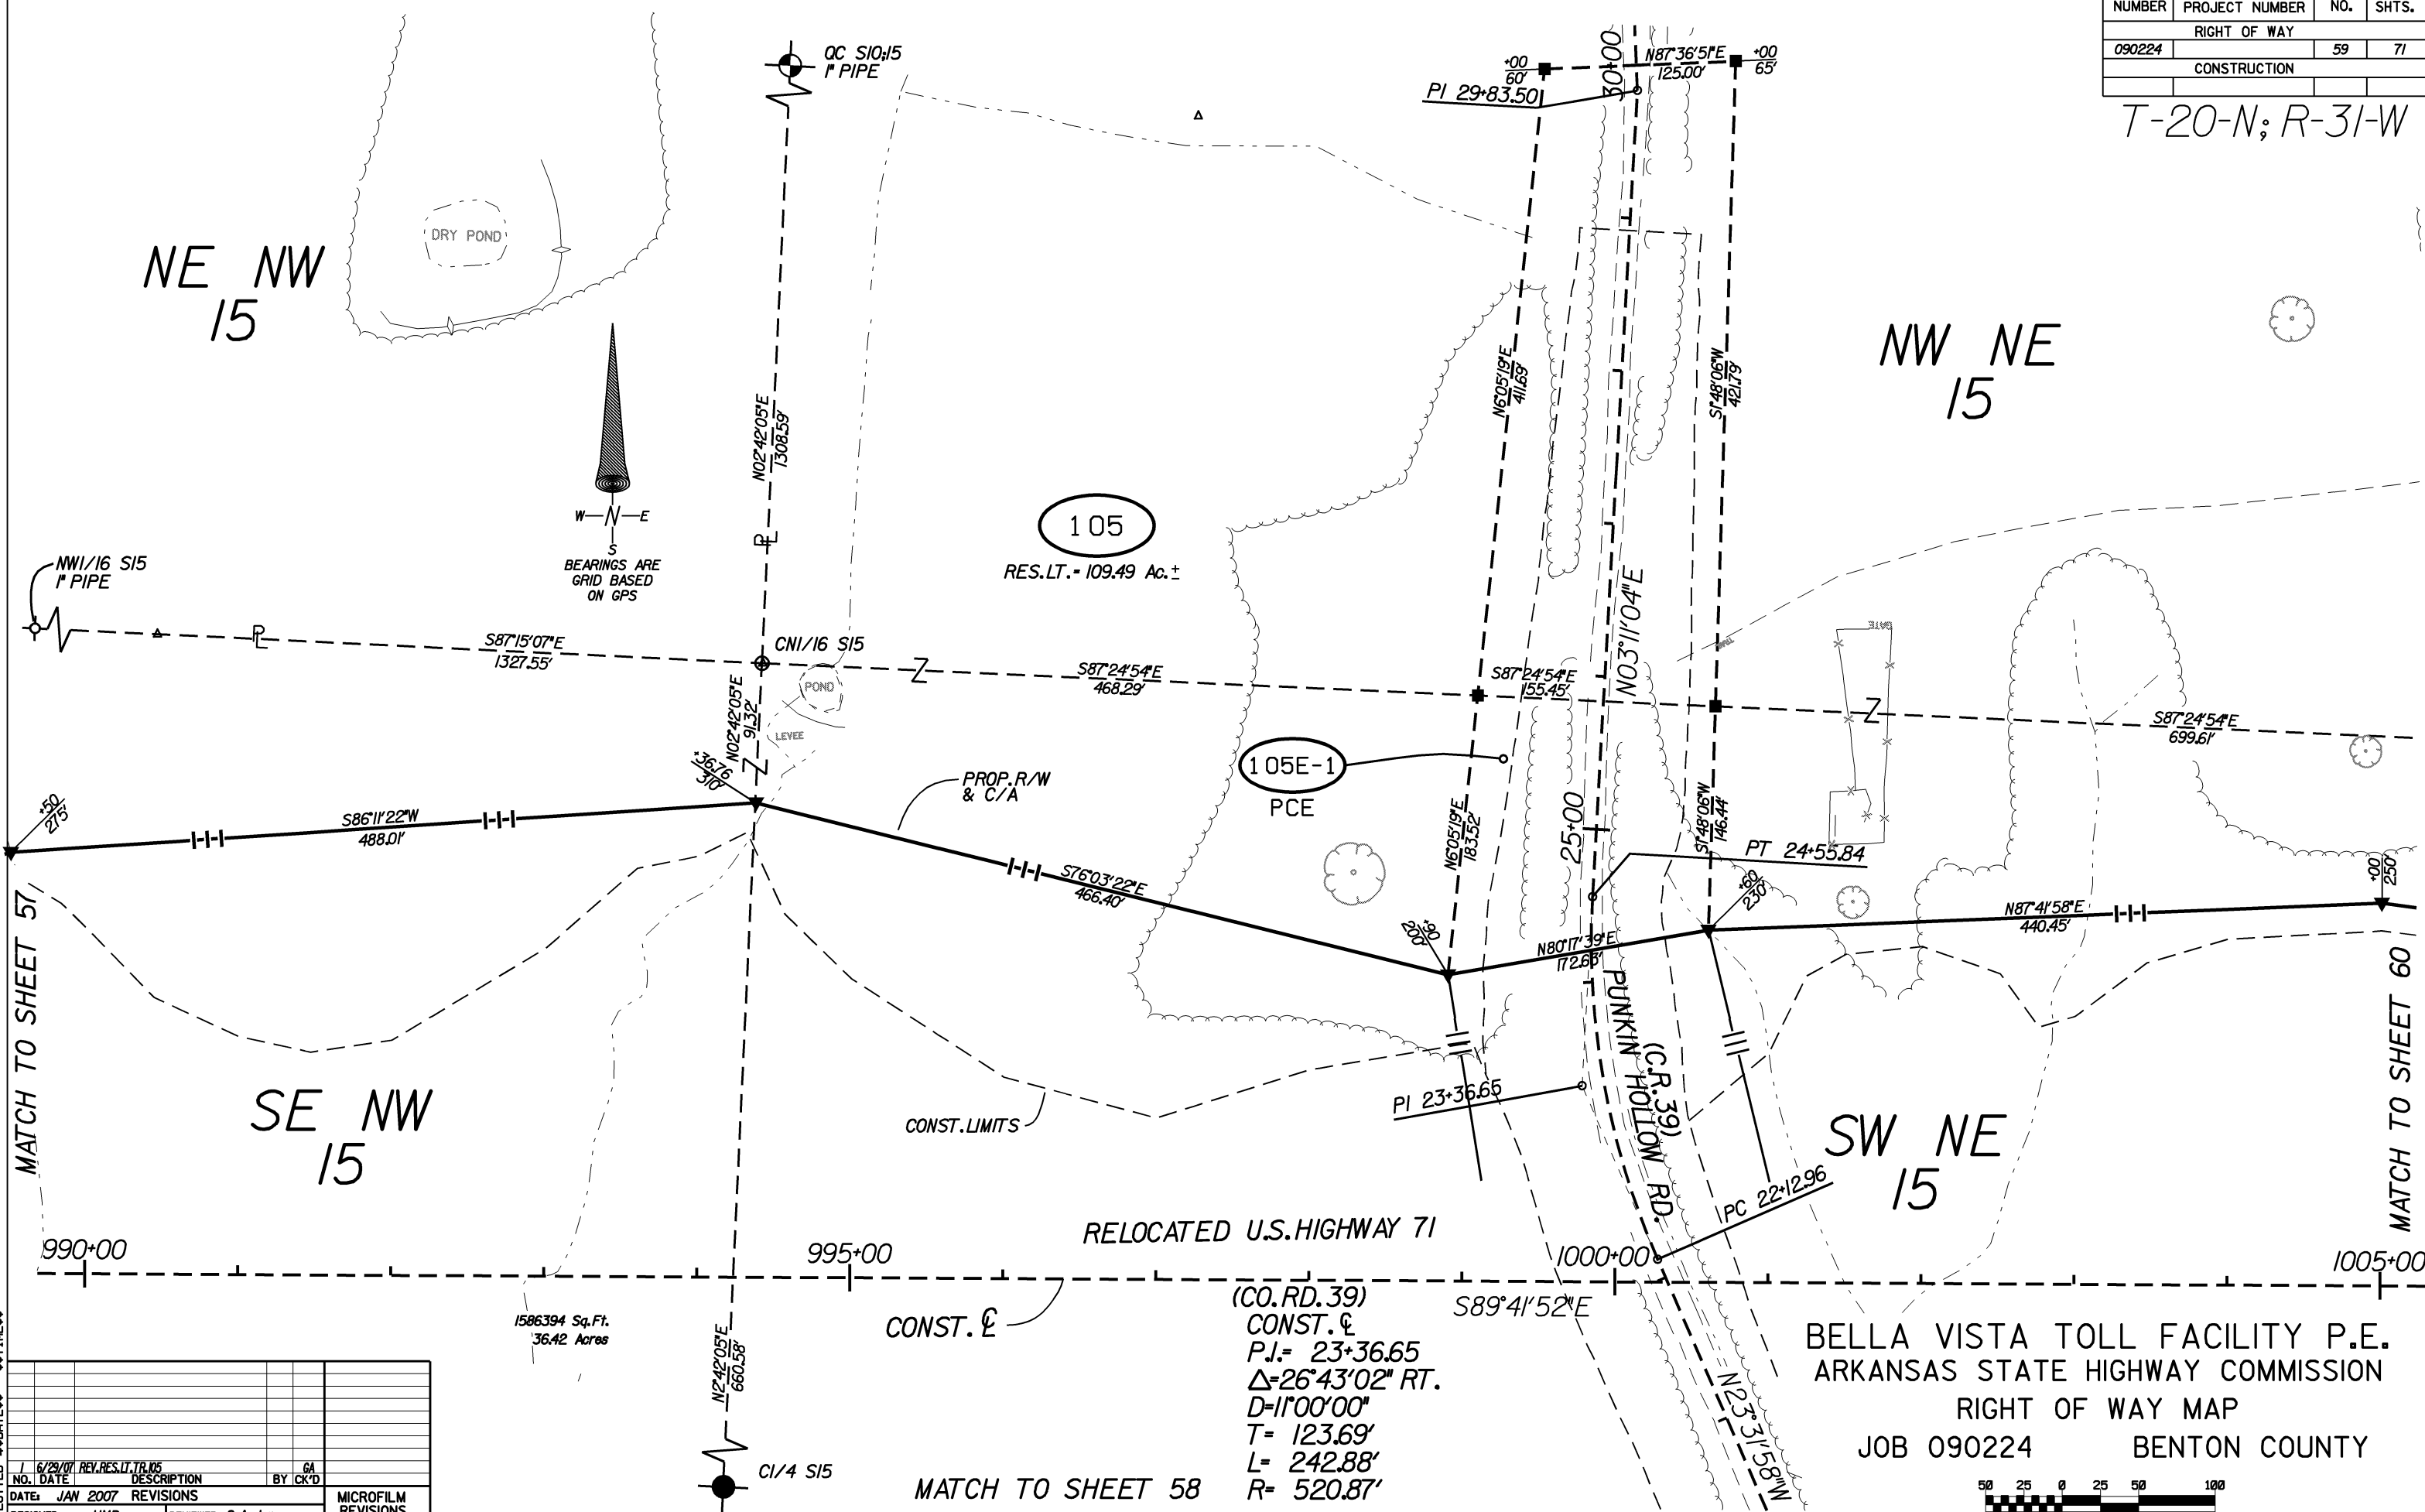 NUMBER PROJECT NUMBER NO. SHTS.
RIGHT OF WAY
090224 59 71
CONSTRUCTION
T-20-N; R-31-W
QC S10;15
1" PIPE
+00
60'
N87°36'51"E
125.00'
+00
65'
30+00
PI 29+83.50
DRY POND
NE NW
15
NW NE
15
N02°42'05"E
1308.59'
N6°05'19"E
411.69'
S1°48'06"W
421.79'
W N E
S
BEARINGS ARE
GRID BASED
ON GPS
105
RES.LT.= 109.49 Ac.±
PL
NW1/16 S15
1" PIPE
PL
S87°15'07"E
1327.55'
CN1/16 S15
S87°24'54"E
468.29'
S87°24'54"E
155.45'
N03°11'04"E
TRAIL
GATE
S87°24'54"E
699.61'
POND
LEVEE
N02°42'05"E
91.32'
+36.76
310'
PROP.R/W
& C/A
105E-1
PCE
+50
275'
S86°11'22"W
488.01'
S76°03'22"E
466.40'
N6°05'19"E
183.52'
25+00
S1°48'06"W
146.44'
PT 24+55.84
+60
230'
+90
200'
N80°17'39"E
172.63'
N87°41'58"E
440.45'
+00
250'
MATCH TO SHEET 57
MATCH TO SHEET 60
PUNKIN HOLLOW RD.
(C.R.39)
PI 23+36.65
CONST.LIMITS
SE NW
15
SW NE
15
PC 22+12.96
RELOCATED U.S.HIGHWAY 71
990+00
995+00
1000+00
1005+00
S89°41'52"E
1586394 Sq.Ft.
36.42 Acres
CONST. ℄
N2°42'05"E
660.58'
(CO.RD.39)
CONST.℄
P.I.= 23+36.65
Δ=26°43'02" RT.
D=11°00'00"
T= 123.69'
L= 242.88'
R= 520.87'
N23°31'58"W
C1/4 S15
MATCH TO SHEET 58
BELLA VISTA TOLL FACILITY P.E.
ARKANSAS STATE HIGHWAY COMMISSION
RIGHT OF WAY MAP
JOB 090224 BENTON COUNTY
50 25 0 25 50 100
1 6/29/07 REV.RES.LT.TR.105 GA
NO. DATE DESCRIPTION BY CK'D
DATE: JAN 2007 REVISIONS
MICROFILM
REVISIONS